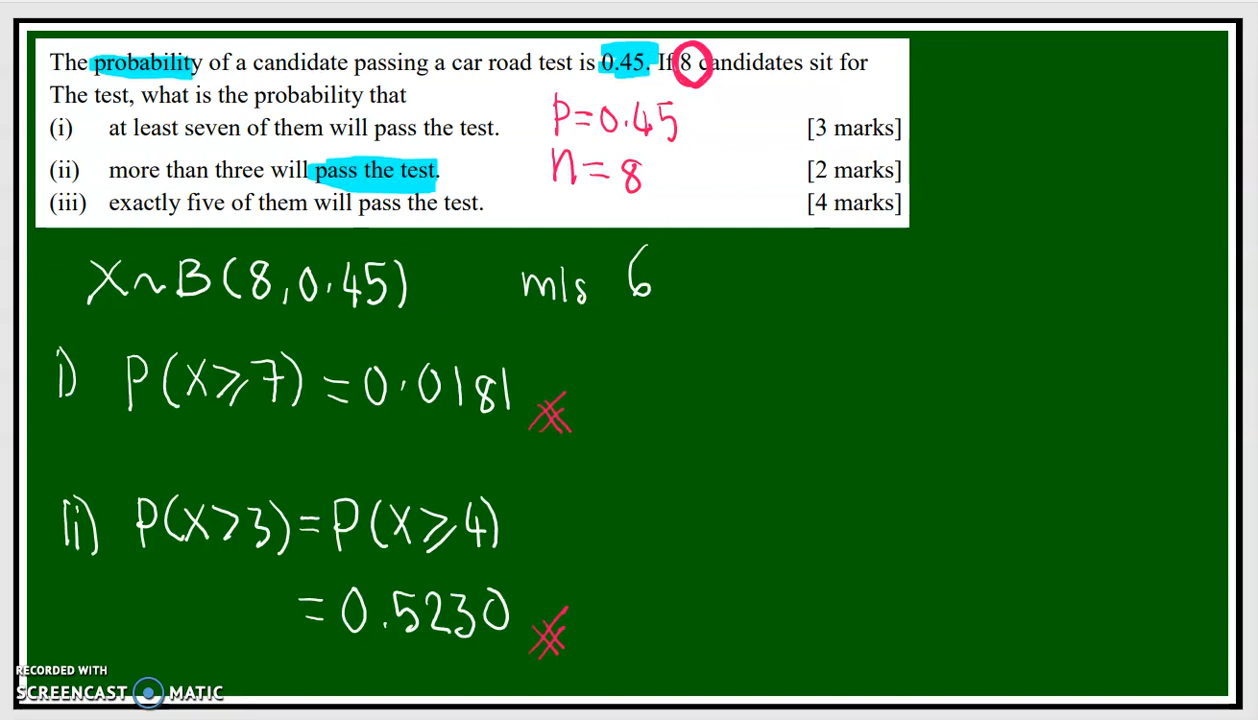 The probability of a candidate passing a car road test is 0.45. If 8 candidates sit for
The test, what is the probability that
(i) at least seven of them will pass the test. [3 marks]
(ii) more than three will pass the test. [2 marks]
(iii) exactly five of them will pass the test. [4 marks]
P=0.45
n=8
X~B(8,0.45) m/s 6
i) P(X⩾7)=0.0181
ii) P(X>3)=P(X⩾4)
=0.5230
RECORDED WITH
SCREENCAST MATIC